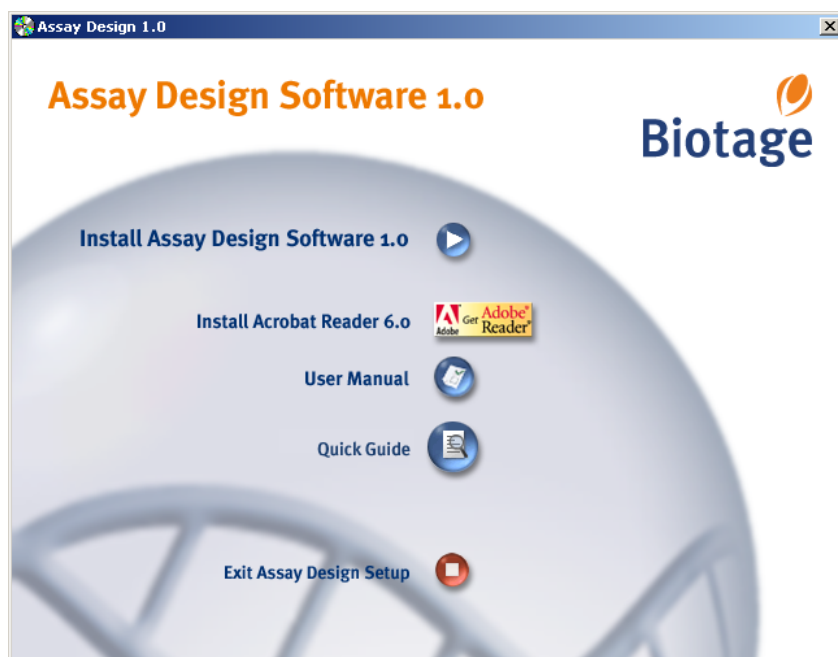 Assay Design 1.0
Assay Design Software 1.0
Biotage
Install Assay Design Software 1.0
Install Acrobat Reader 6.0
Adobe
Get Adobe®
Reader®
User Manual
Quick Guide
Exit Assay Design Setup